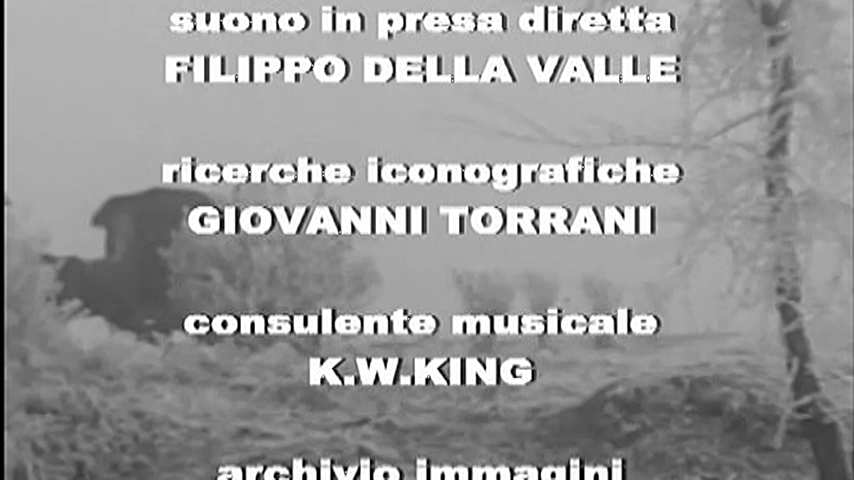 suono in presa diretta
FILIPPO DELLA VALLE
ricerche iconografiche
GIOVANNI TORRANI
consulente musicale
K.W.KING
archivio immagini